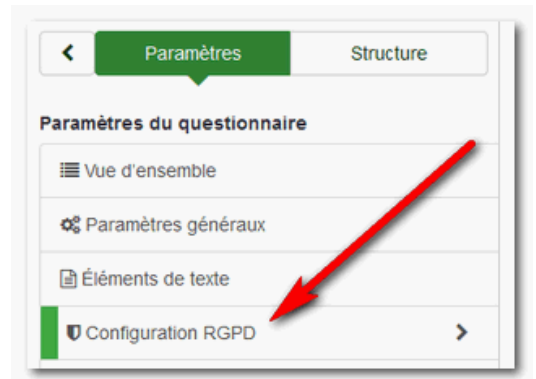 Paramètres
Structure
Paramètres du questionnaire
Vue d'ensemble
Paramètres généraux
Éléments de texte
Configuration RGPD